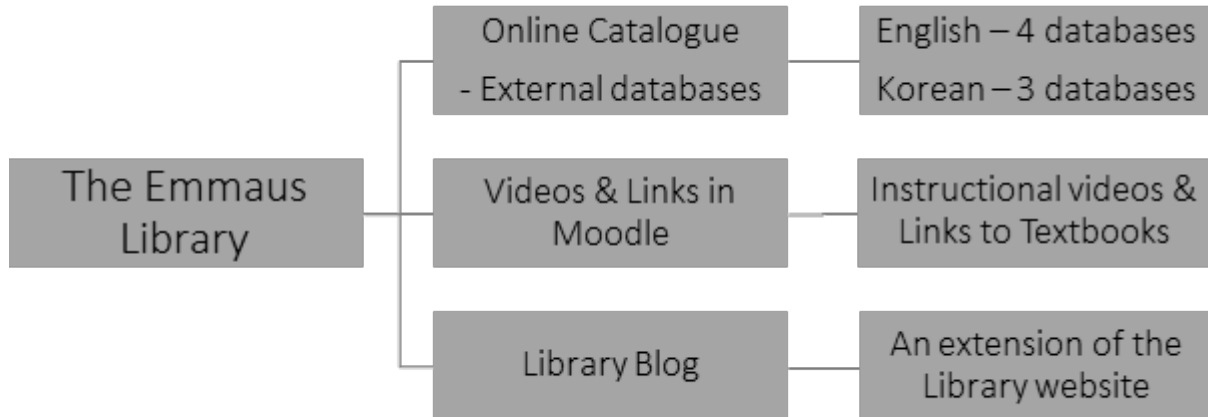 The Emmaus
Library
Online Catalogue
- External databases
English – 4 databases
Korean – 3 databases
Videos & Links in
Moodle
Instructional videos &
Links to Textbooks
Library Blog
An extension of the
Library website